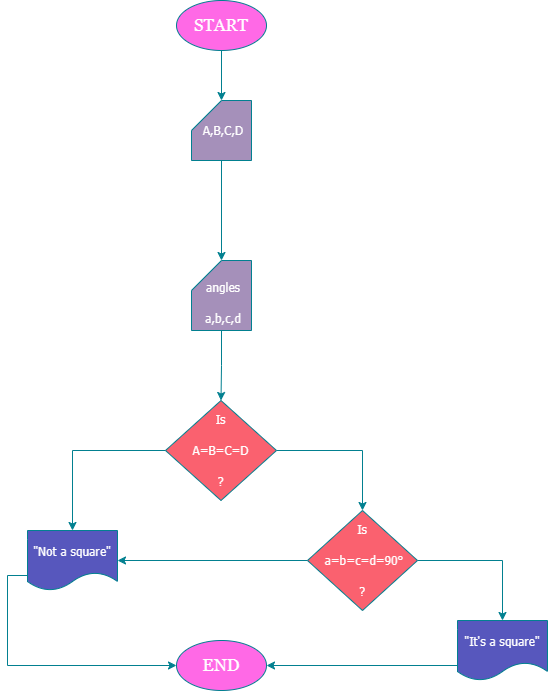 START
A,B,C,D
angles
a,b,c,d
Is
A=B=C=D
?
Is
a=b=c=d=90°
?
"Not a square"
"It's a square"
END